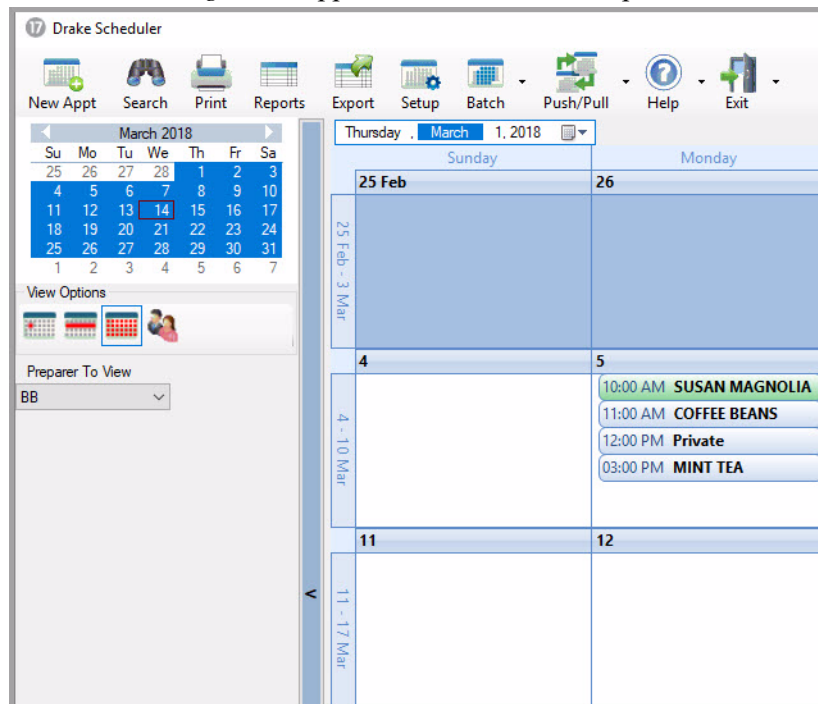 17 Drake Scheduler
New Appt Search Print Reports Export Setup Batch Push/Pull Help Exit
March 2018
Su Mo Tu We Th Fr Sa
25 26 27 28 1 2 3
4 5 6 7 8 9 10
11 12 13 14 15 16 17
18 19 20 21 22 23 24
25 26 27 28 29 30 31
1 2 3 4 5 6 7
View Options
Preparer To View
BB
<
Thursday , March 1, 2018
Sunday Monday
25 Feb 26
25 Feb - 3 Mar
4 5
4 - 10 Mar
10:00 AM SUSAN MAGNOLIA
11:00 AM COFFEE BEANS
12:00 PM Private
03:00 PM MINT TEA
11 12
11 - 17 Mar